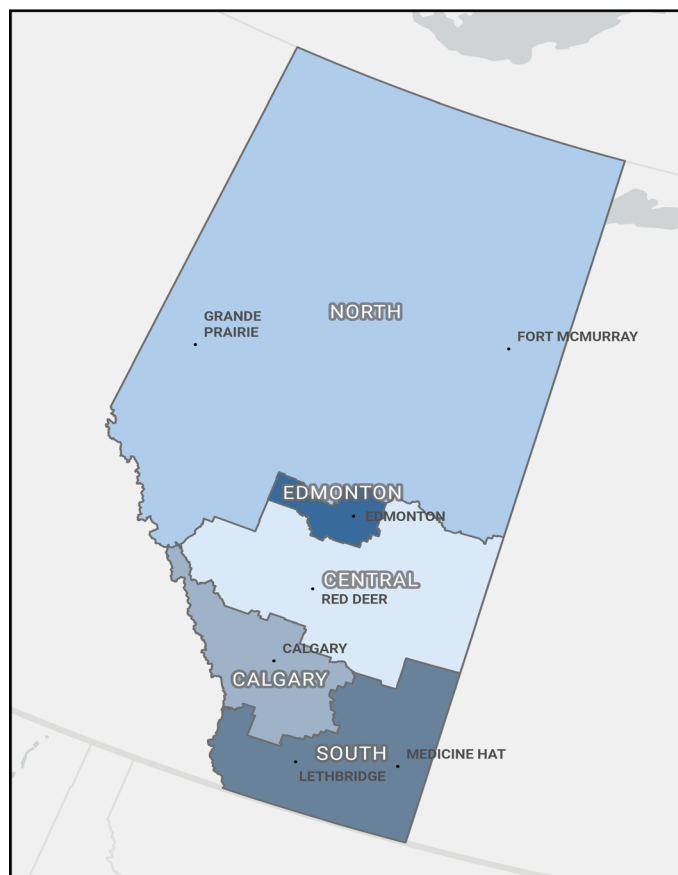 NORTH
GRANDE
PRAIRIE
FORT MCMURRAY
EDMONTON
EDMONTON
CENTRAL
RED DEER
CALGARY
CALGARY
SOUTH
MEDICINE HAT
LETHBRIDGE